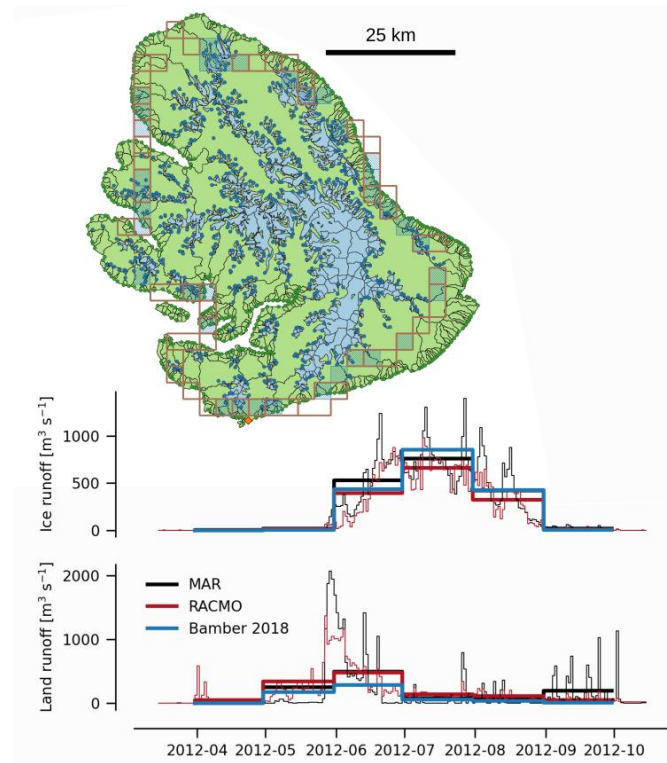 25 km
Ice runoff [m³ s⁻¹]
1000
500
0
Land runoff [m³ s⁻¹]
2000
1000
0
MAR
RACMO
Bamber 2018
2012-04 2012-05 2012-06 2012-07 2012-08 2012-09 2012-10